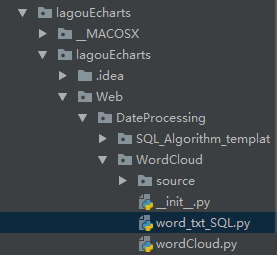 lagouEcharts
__MACOSX
lagouEcharts
.idea
Web
DateProcessing
SQL_Algorithm_templat
WordCloud
source
__init__.py
word_txt_SQL.py
wordCloud.py